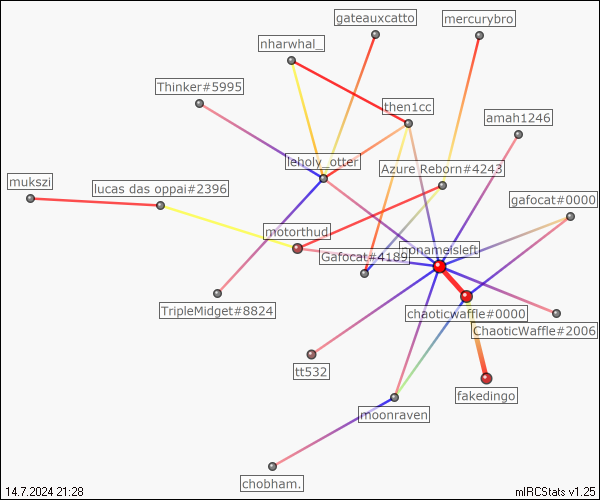 gateauxcatto
mercurybro
nharwhal_
Thinker#5995
then1cc
amah1246
leholy_otter
Azure Reborn#4243
mukszi
lucas das oppai#2396
gafocat#0000
motorthud
nonameisleft
Gafocat#4189
TripleMidget#8824
chaoticwaffle#0000
ChaoticWaffle#2006
tt532
fakedingo
moonraven
chobham.
14.7.2024 21:28
mIRCStats v1.25